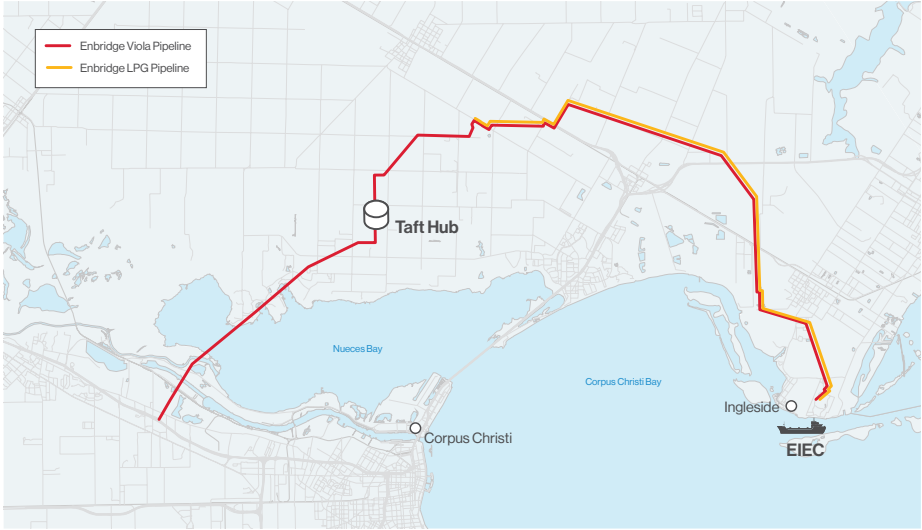 Enbridge Viola Pipeline
Enbridge LPG Pipeline
Taft Hub
Nueces Bay
Corpus Christi Bay
Ingleside
Corpus Christi
EIEC